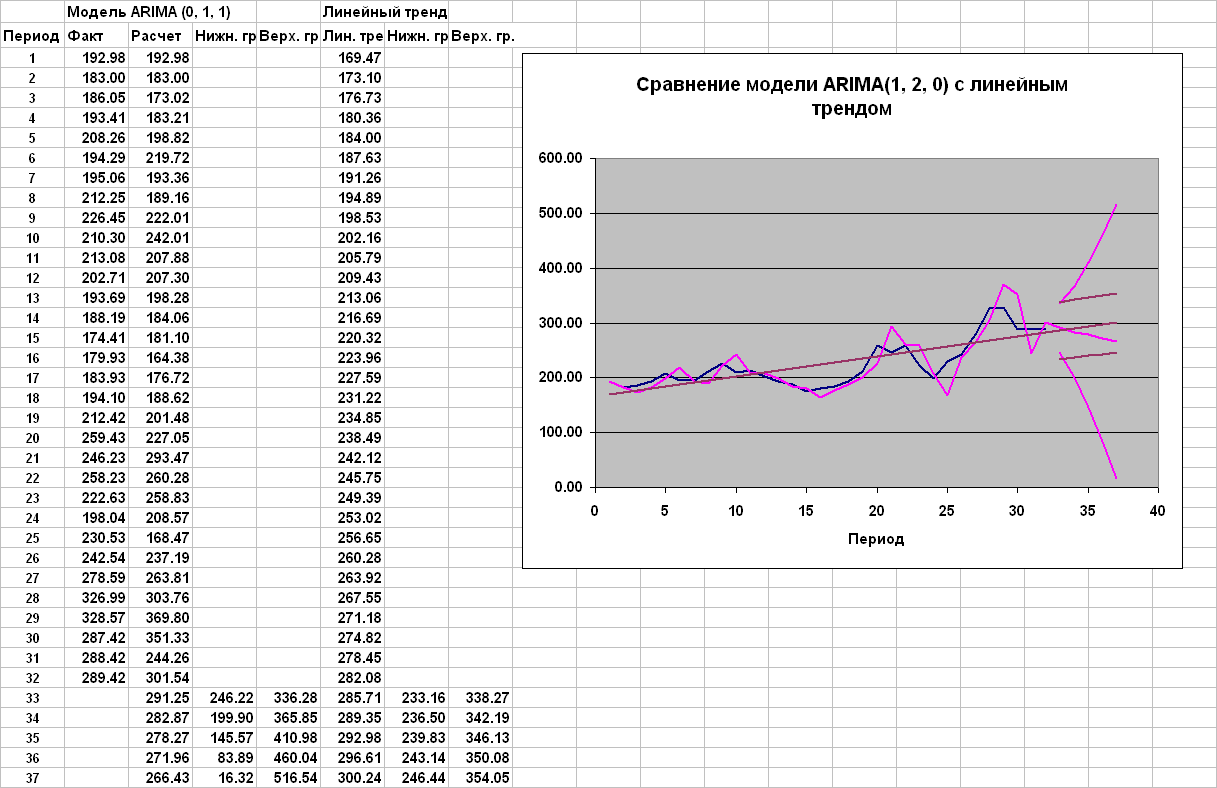 Модель ARIMA (0, 1, 1) Линейный тренд
Период Факт Расчет Нижн. гр Верх. гр Лин. тре Нижн. гр Верх. гр.
1 192.98 192.98 169.47
2 183.00 183.00 173.10
3 186.05 173.02 176.73
4 193.41 183.21 180.36
5 208.26 198.82 184.00
6 194.29 219.72 187.63
7 195.06 193.36 191.26
8 212.25 189.16 194.89
9 226.45 222.01 198.53
10 210.30 242.01 202.16
11 213.08 207.88 205.79
12 202.71 207.30 209.43
13 193.69 198.28 213.06
14 188.19 184.06 216.69
15 174.41 181.10 220.32
16 179.93 164.38 223.96
17 183.93 176.72 227.59
18 194.10 188.62 231.22
19 212.42 201.48 234.85
20 259.43 227.05 238.49
21 246.23 293.47 242.12
22 258.23 260.28 245.75
23 222.63 258.83 249.39
24 198.04 208.57 253.02
25 230.53 168.47 256.65
26 242.54 237.19 260.28
27 278.59 263.81 263.92
28 326.99 303.76 267.55
29 328.57 369.80 271.18
30 287.42 351.33 274.82
31 288.42 244.26 278.45
32 289.42 301.54 282.08
33 291.25 246.22 336.28 285.71 233.16 338.27
34 282.87 199.90 365.85 289.35 236.50 342.19
35 278.27 145.57 410.98 292.98 239.83 346.13
36 271.96 83.89 460.04 296.61 243.14 350.08
37 266.43 16.32 516.54 300.24 246.44 354.05
Сравнение модели ARIMA(1, 2, 0) с линейным
трендом
600.00
500.00
400.00
300.00
200.00
100.00
0.00
0 5 10 15 20 25 30 35 40
Период